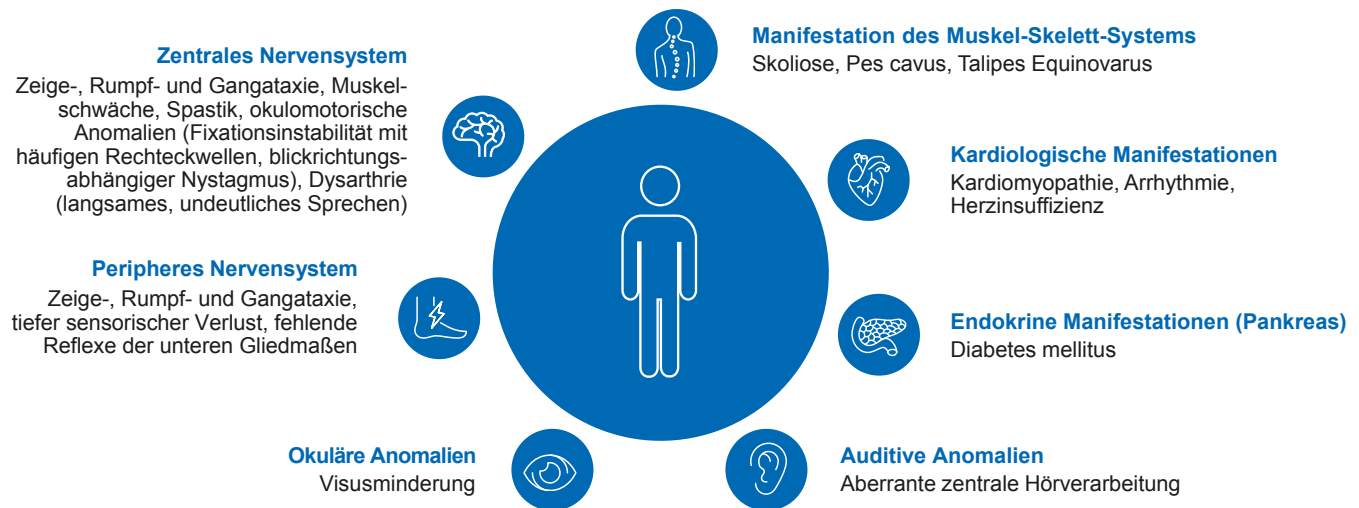 Zentrales Nervensystem
Zeige-, Rumpf- und Gangataxie, Muskel-
schwäche, Spastik, okulomotorische
Anomalien (Fixationsinstabilität mit
häufigen Rechteckwellen, blickrichtungs-
abhängiger Nystagmus), Dysarthrie
(langsames, undeutliches Sprechen)
Peripheres Nervensystem
Zeige-, Rumpf- und Gangataxie,
tiefer sensorischer Verlust, fehlende
Reflexe der unteren Gliedmaßen
Okuläre Anomalien
Visusminderung
Manifestation des Muskel-Skelett-Systems
Skoliose, Pes cavus, Talipes Equinovarus
Kardiologische Manifestationen
Kardiomyopathie, Arrhythmie,
Herzinsuffizienz
Endokrine Manifestationen (Pankreas)
Diabetes mellitus
Auditive Anomalien
Aberrante zentrale Hörverarbeitung